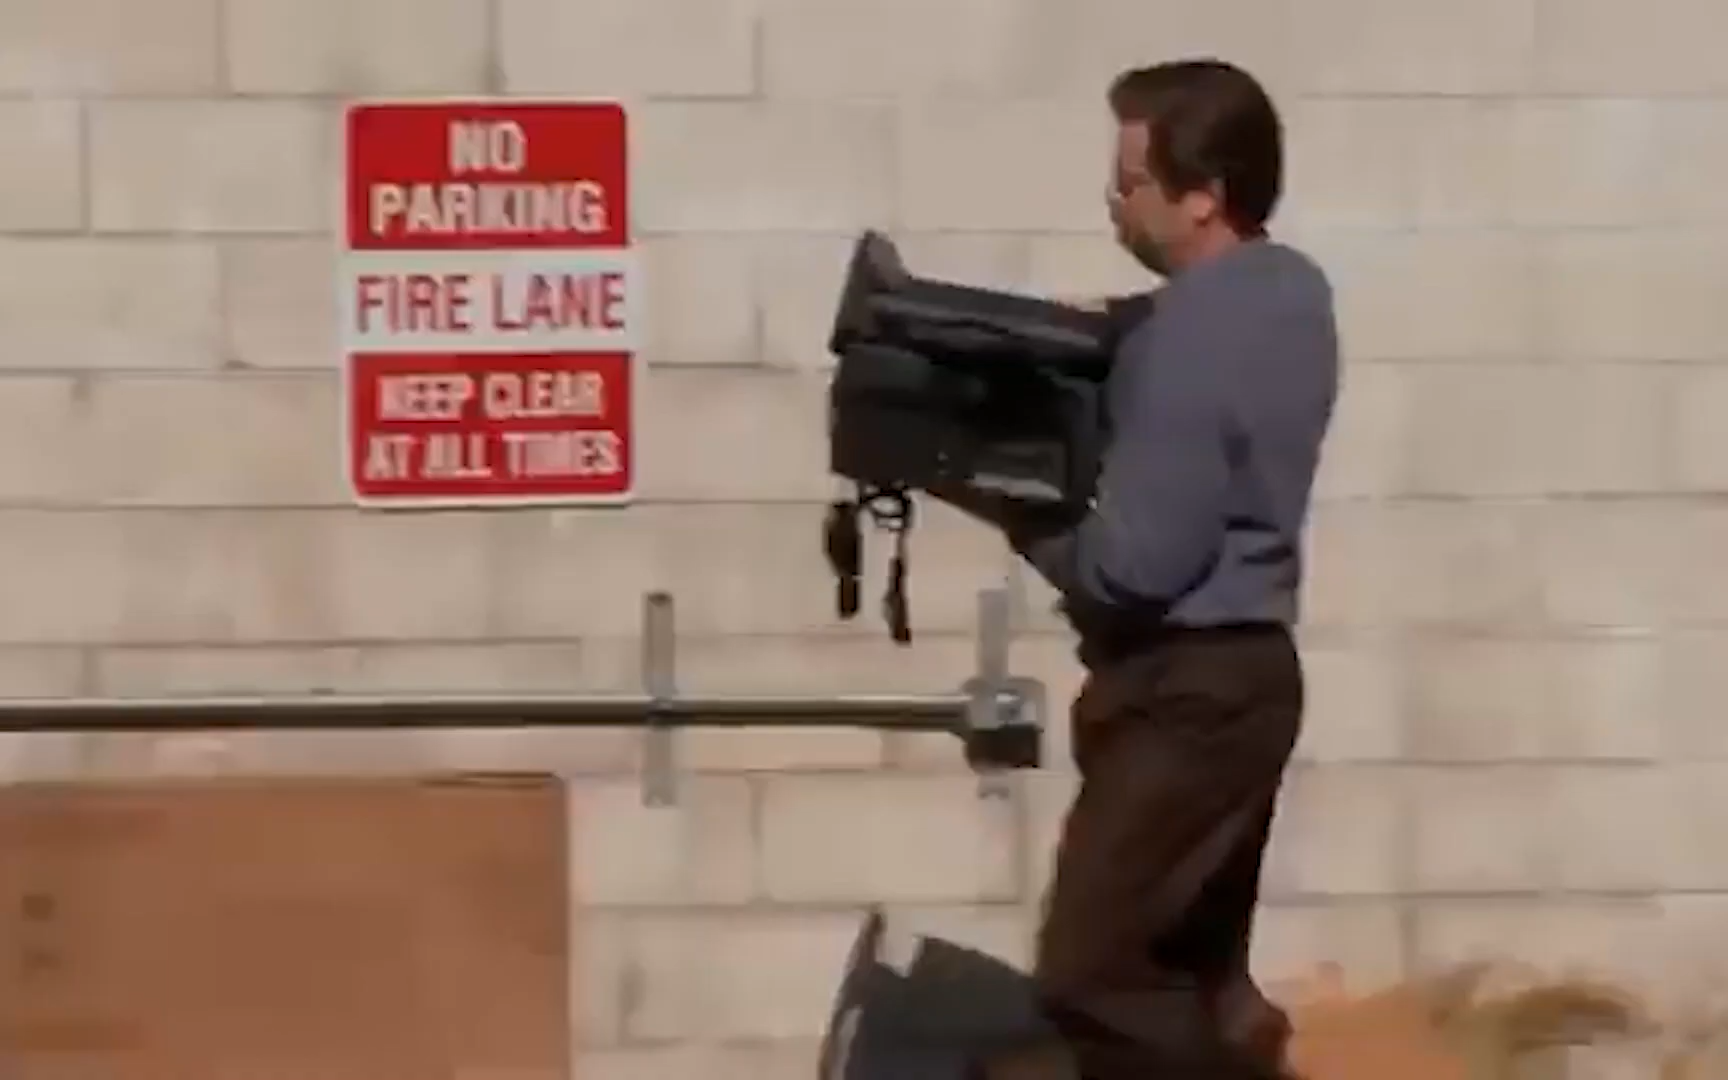 NO
PARKING
FIRE LANE
KEEP CLEAR
AT ALL TIMES